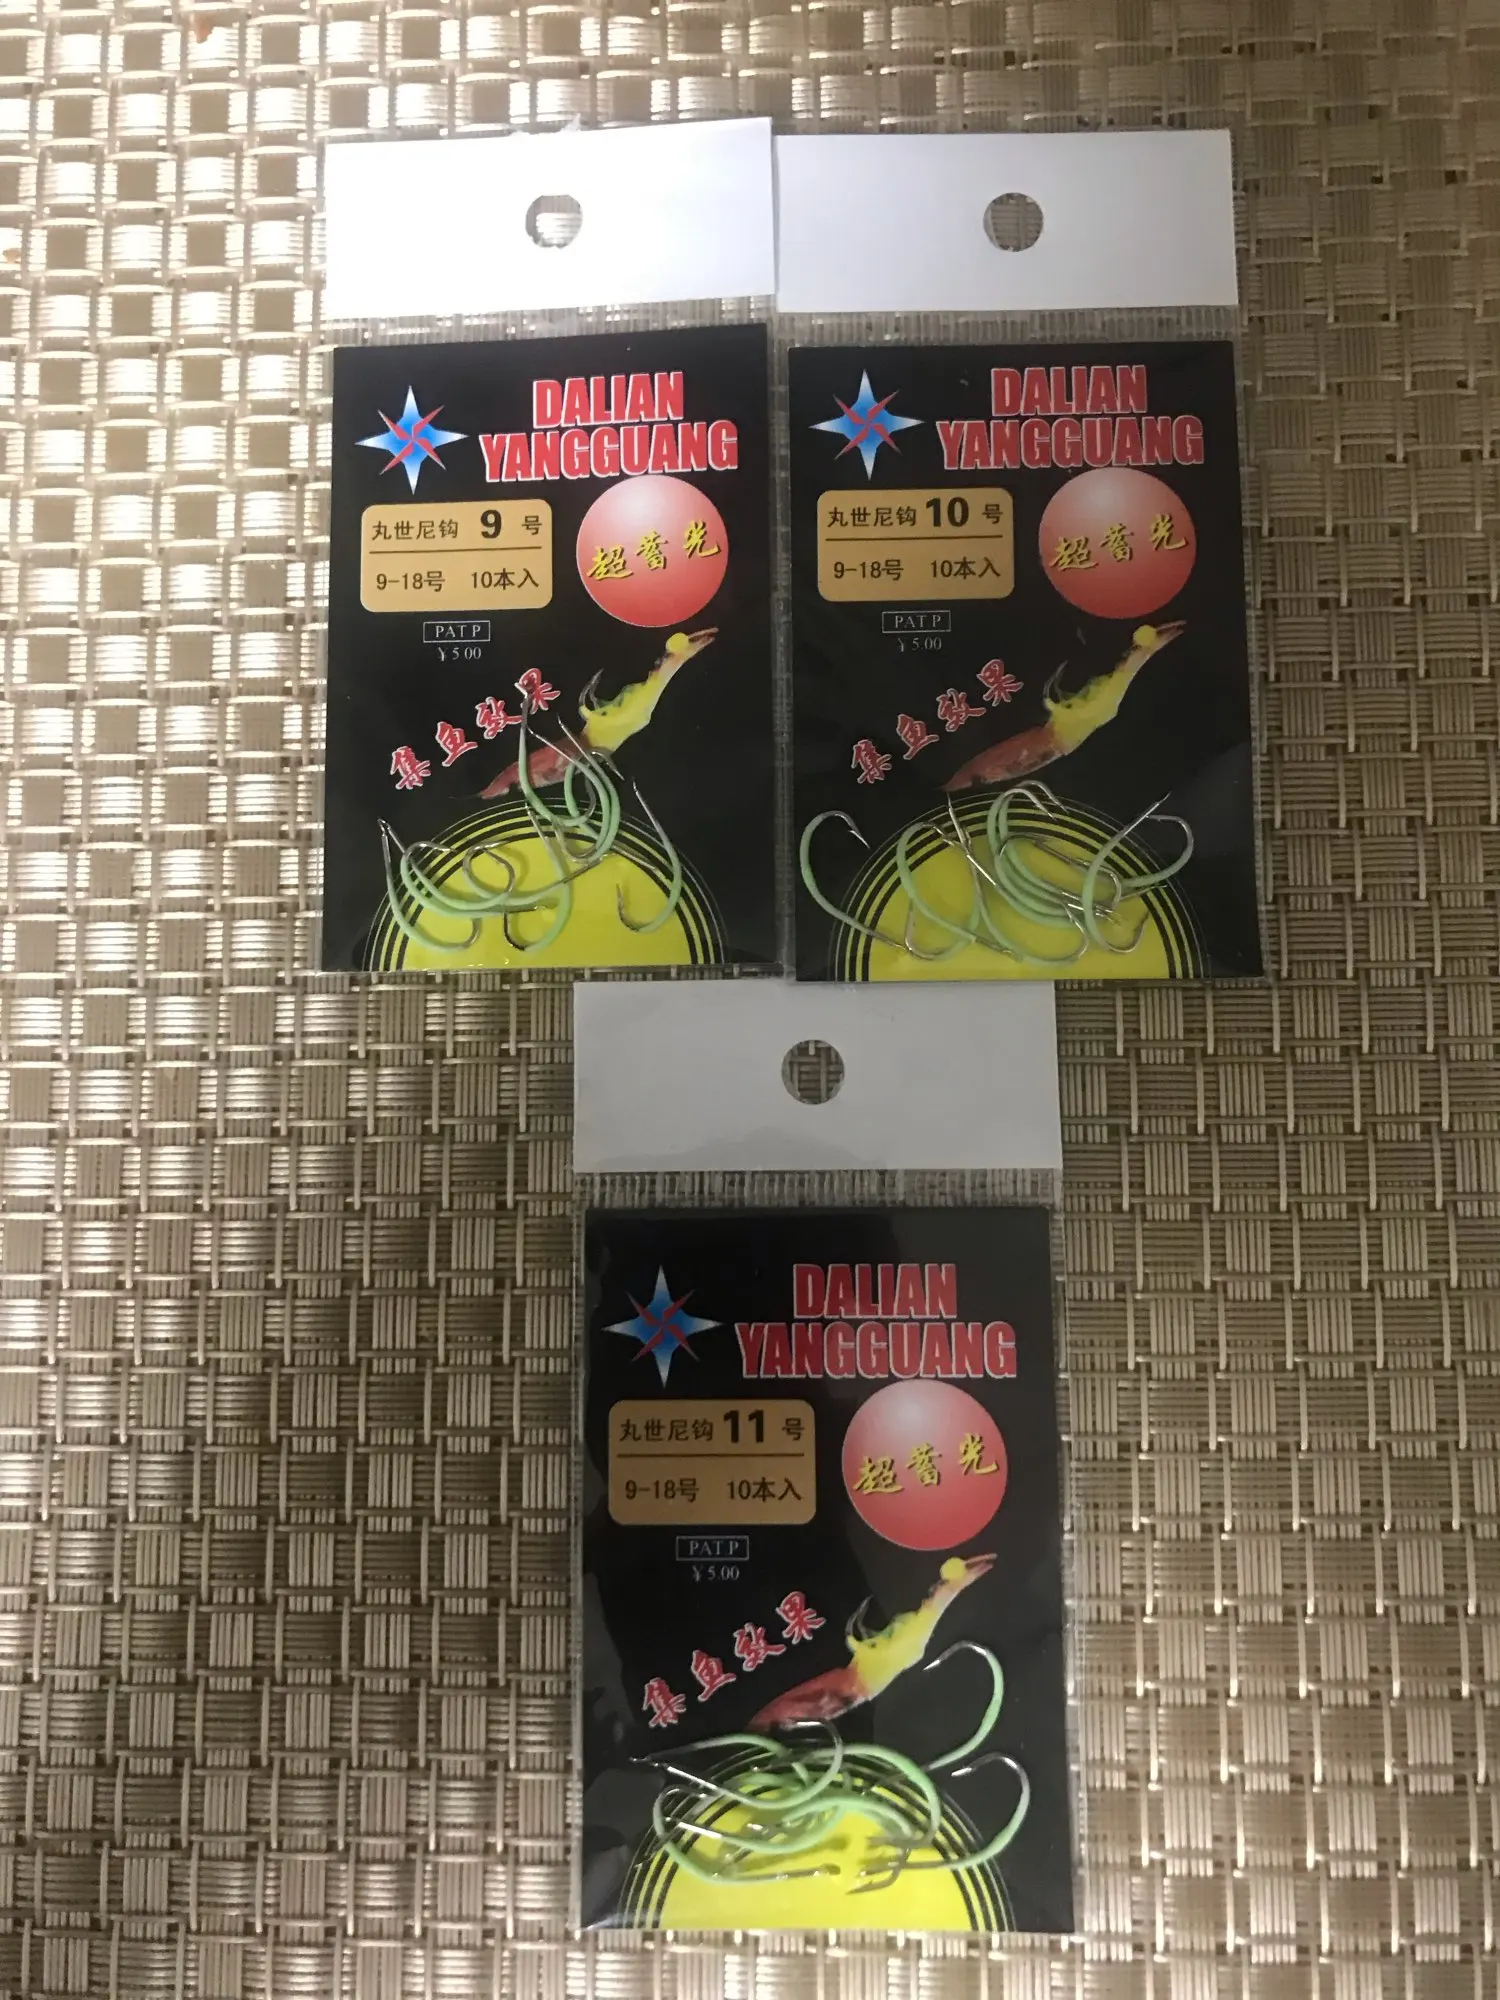 DALIAN
YANGGUANG
丸世尼钩 9 号
9-18号 10本入
超蓄光
PAT P
￥5.00
集鱼效果
DALIAN
YANGGUANG
丸世尼钩 10 号
9-18号 10本入
超蓄光
PAT P
￥5.00
集鱼效果
DALIAN
YANGGUANG
丸世尼钩 11 号
9-18号 10本入
超蓄光
PAT P
￥5.00
集鱼效果